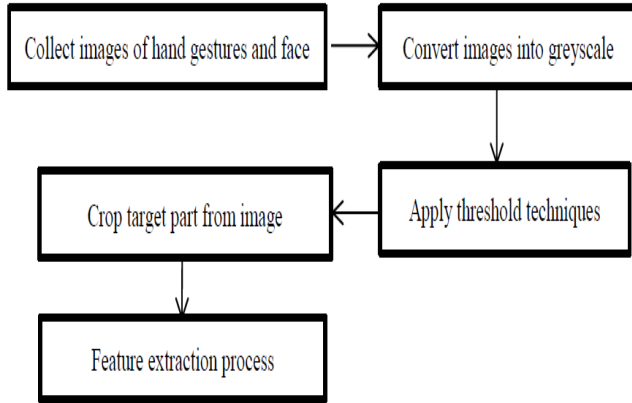 Collect images of hand gestures and face
Convert images into greyscale
Apply threshold techniques
Crop target part from image
Feature extraction process